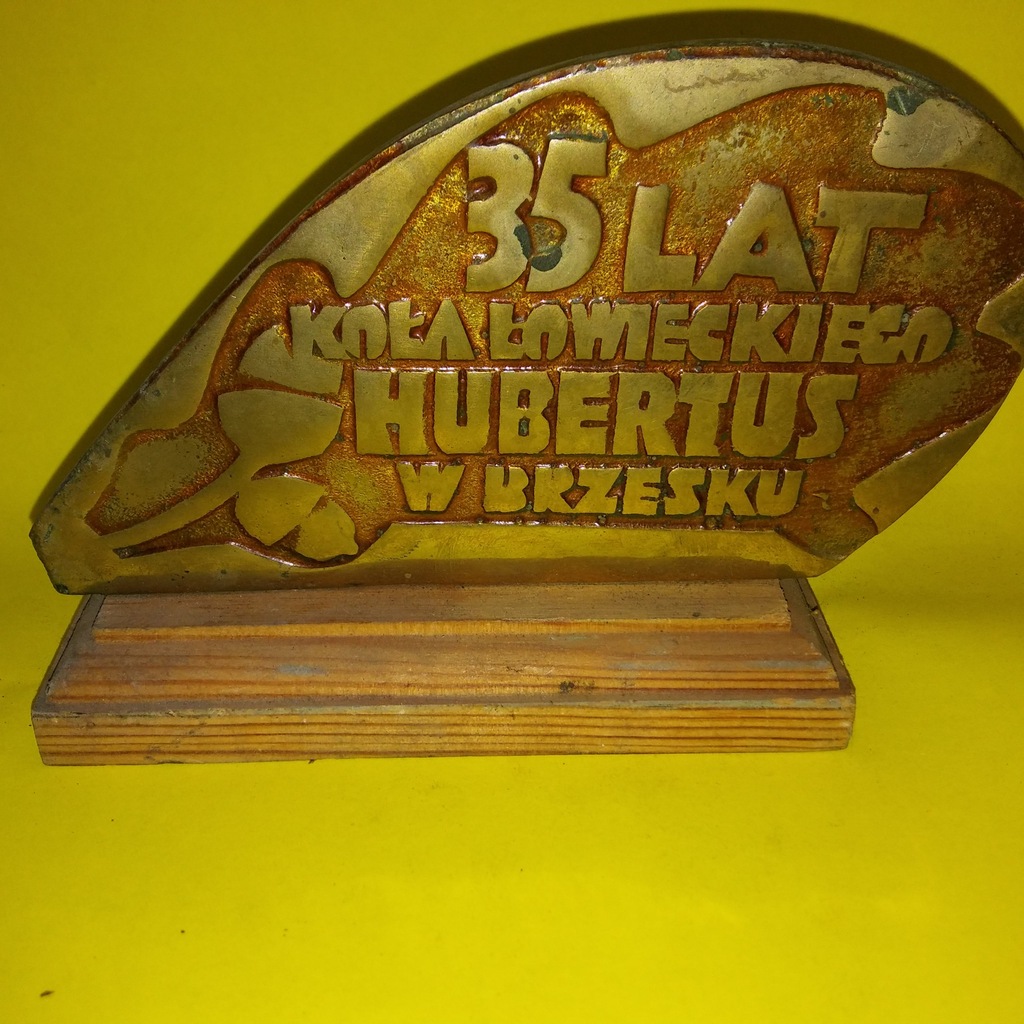 35 LAT
KOŁA ŁOWIECKIEGO
HUBERTUS
W BRZESKU